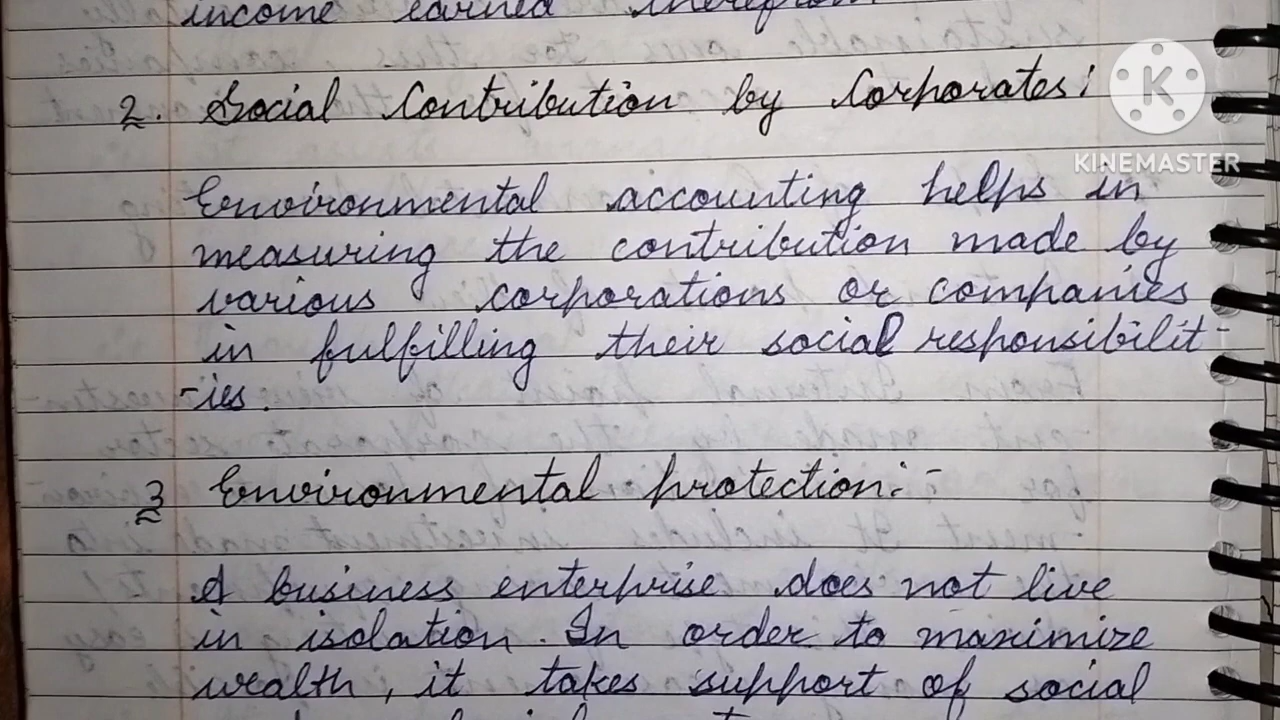 income earned therefrom
2. Social Contribution by Corporates:
KINEMASTER
Environmental accounting helps in
measuring the contribution made by
various corporations or companies
in fulfilling their social responsibilit-
-ies.
3 Environmental protection:-
A business enterprise does not live
in isolation. In order to maximize
wealth, it takes support of social